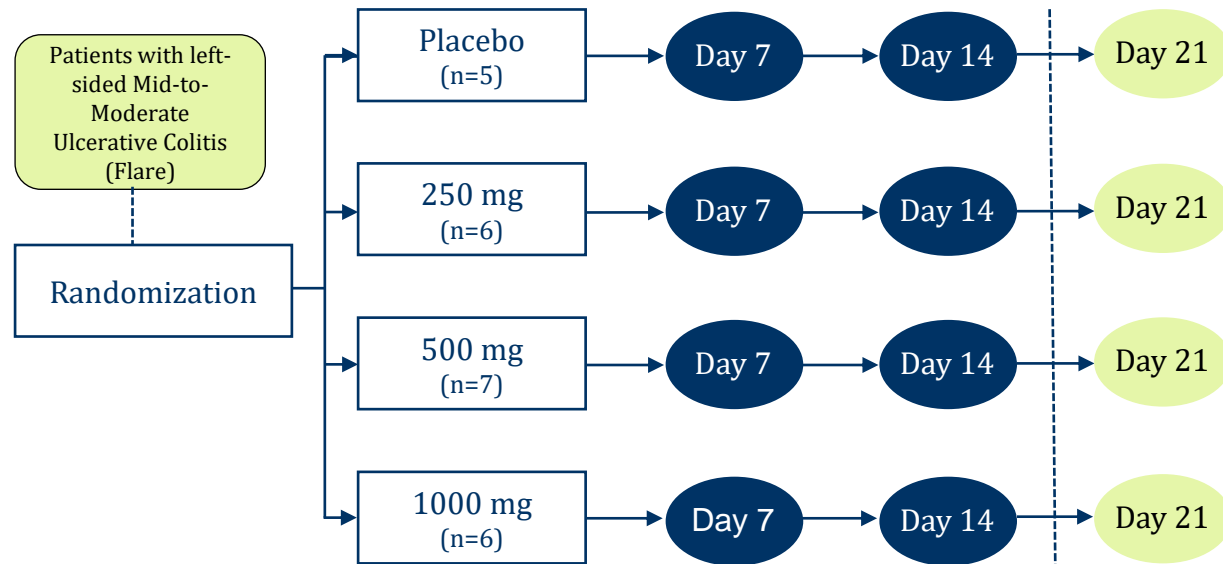 Patients with left-
sided Mid-to-
Moderate
Ulcerative Colitis
(Flare)
Randomization
Placebo
(n=5)
Day 7
Day 14
Day 21
250 mg
(n=6)
Day 7
Day 14
Day 21
500 mg
(n=7)
Day 7
Day 14
Day 21
1000 mg
(n=6)
Day 7
Day 14
Day 21